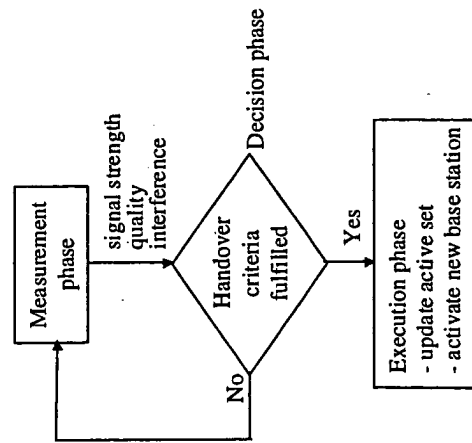 Measurement
phase
signal strength
quality
interference
Handover
criteria
fulfilled
Decision phase
No
Yes
Execution phase
- update active set
- activate new base station